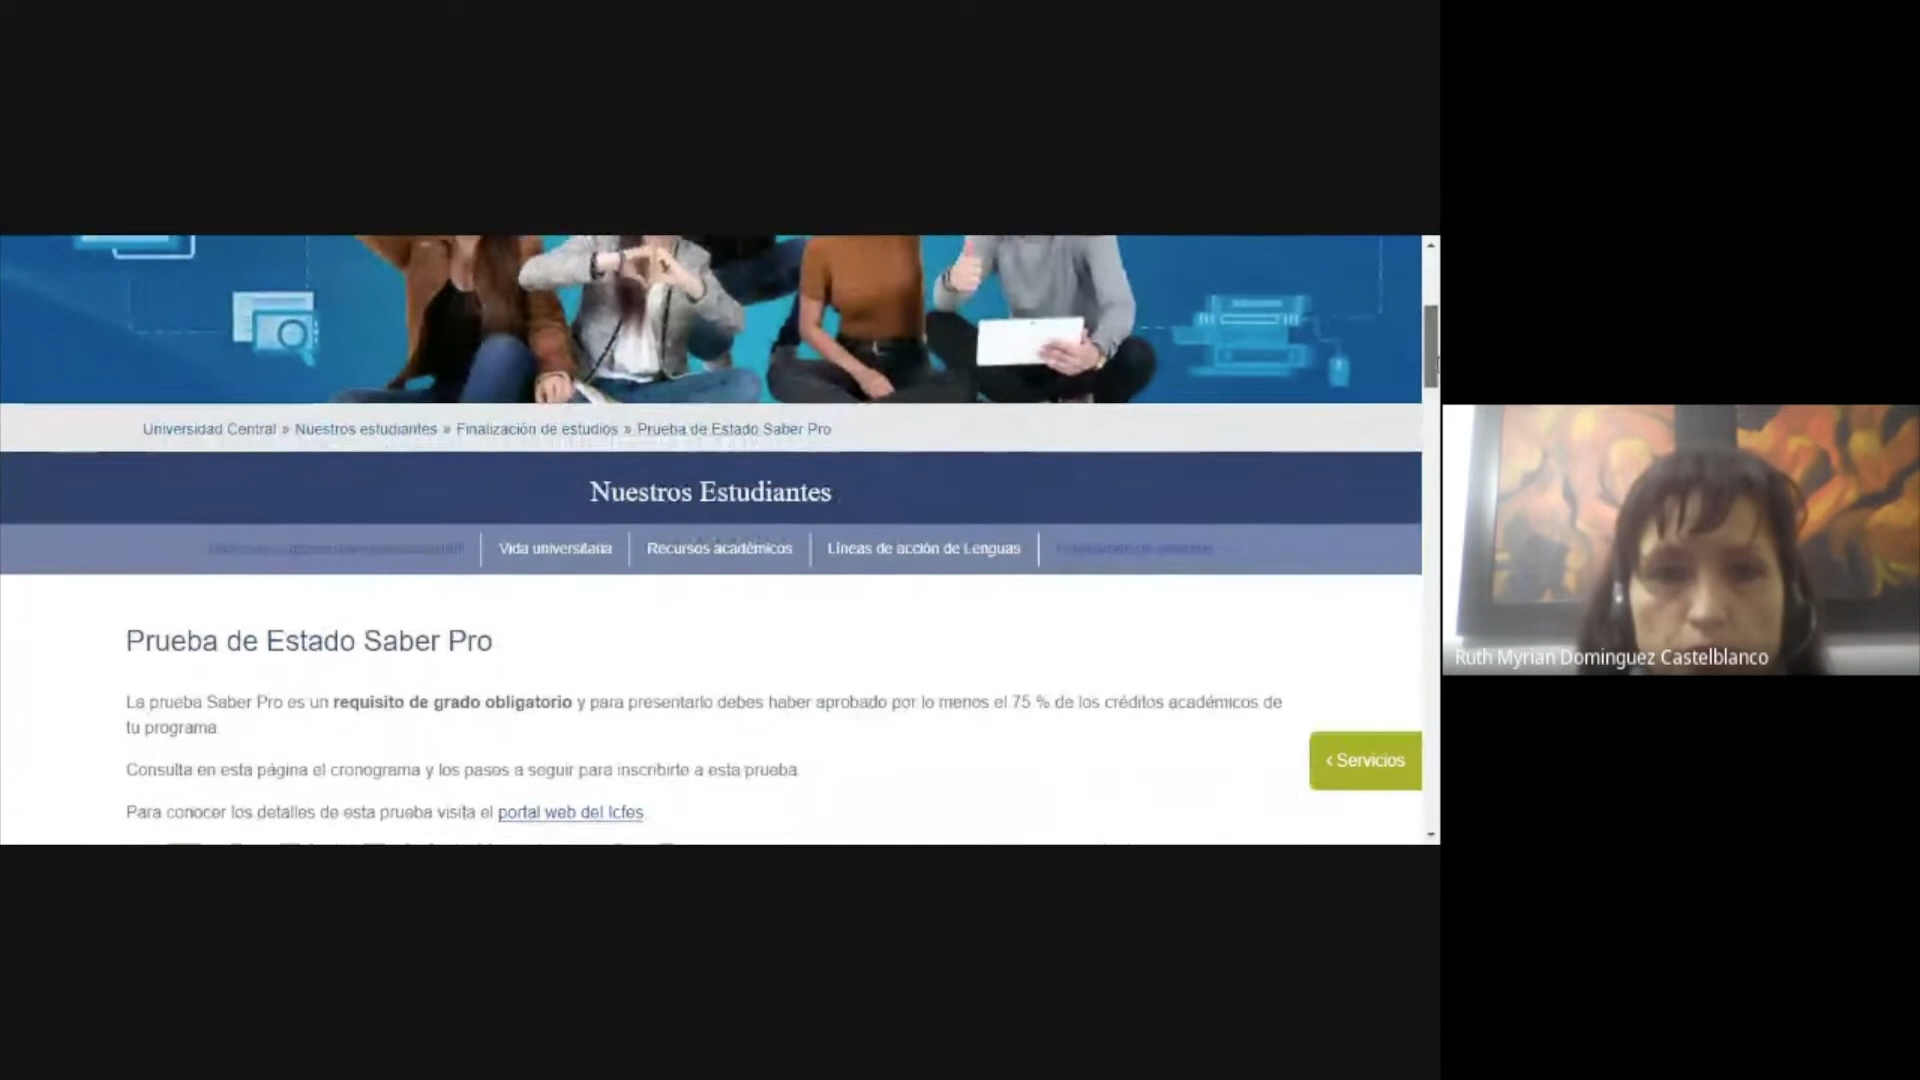 Universidad Central » Nuestros estudiantes » Finalización de estudios » Prueba de Estado Saber Pro
Nuestros Estudiantes
Vida universitaria
Recursos académicos
Líneas de acción de Lenguas
Prueba de Estado Saber Pro
La prueba Saber Pro es un requisito de grado obligatorio y para presentarlo debes haber aprobado por lo menos el 75 % de los créditos académicos de
tu programa.
Consulta en esta página el cronograma y los pasos a seguir para inscribirte a esta prueba.
‹ Servicios
Para conocer los detalles de esta prueba visita el portal web del Icfes.
Ruth Myrian Dominguez Castelblanco